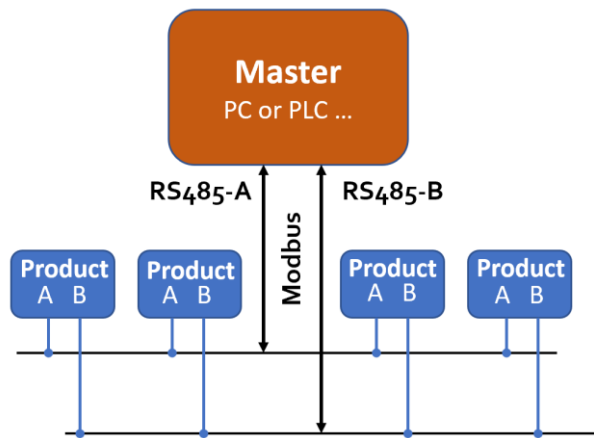 Master
PC or PLC ...
RS485-A
RS485-B
Modbus
Product
A B
Product
A B
Product
A B
Product
A B